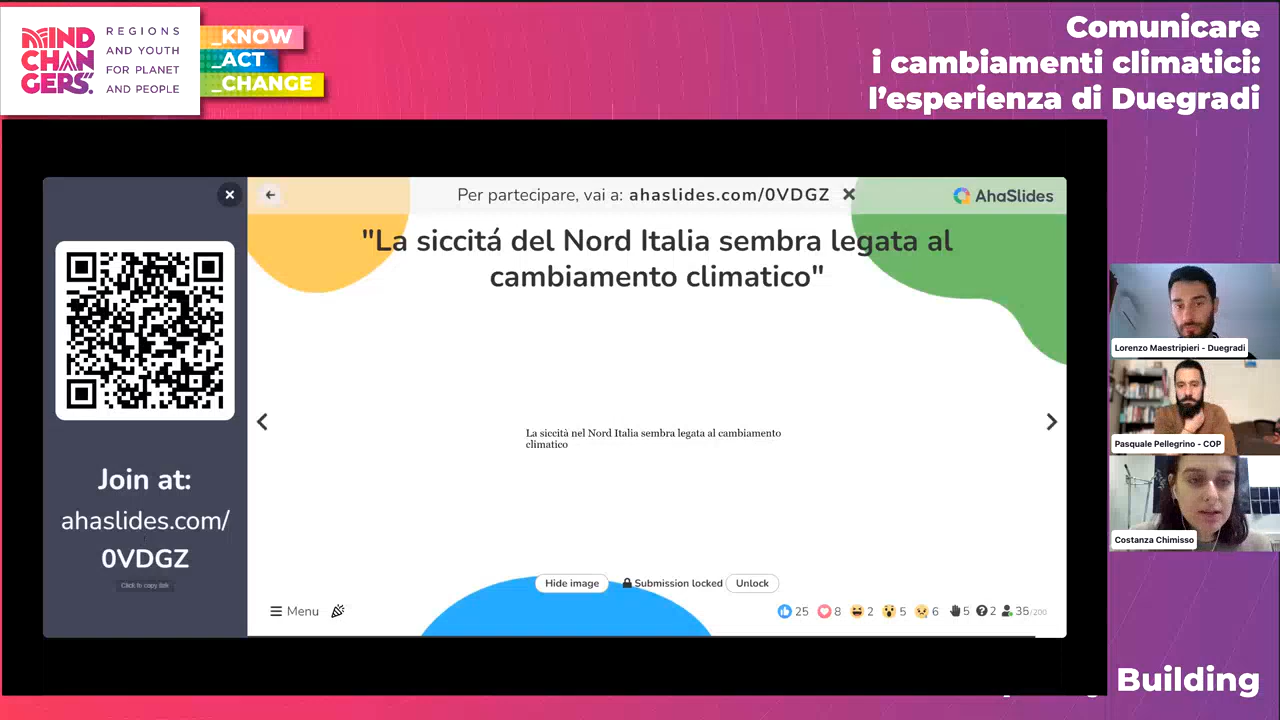 MIND
CHAN
GERS.
REGIONS
AND YOUTH
FOR PLANET
AND PEOPLE
_KNOW
_ACT
_CHANGE
Comunicare
i cambiamenti climatici:
l'esperienza di Duegradi
Per partecipare, vai a: ahaslides.com/0VDGZ
AhaSlides
"La siccitá del Nord Italia sembra legata al
cambiamento climatico"
La siccità nel Nord Italia sembra legata al cambiamento
climatico
Join at:
ahaslides.com/
0VDGZ
Click to copy link
Hide image
Submission locked
Unlock
Menu
25 8 2 5 6 5 2 35/200
Lorenzo Maestripieri - Duegradi
Pasquale Pellegrino - COP
Costanza Chimisso
Building